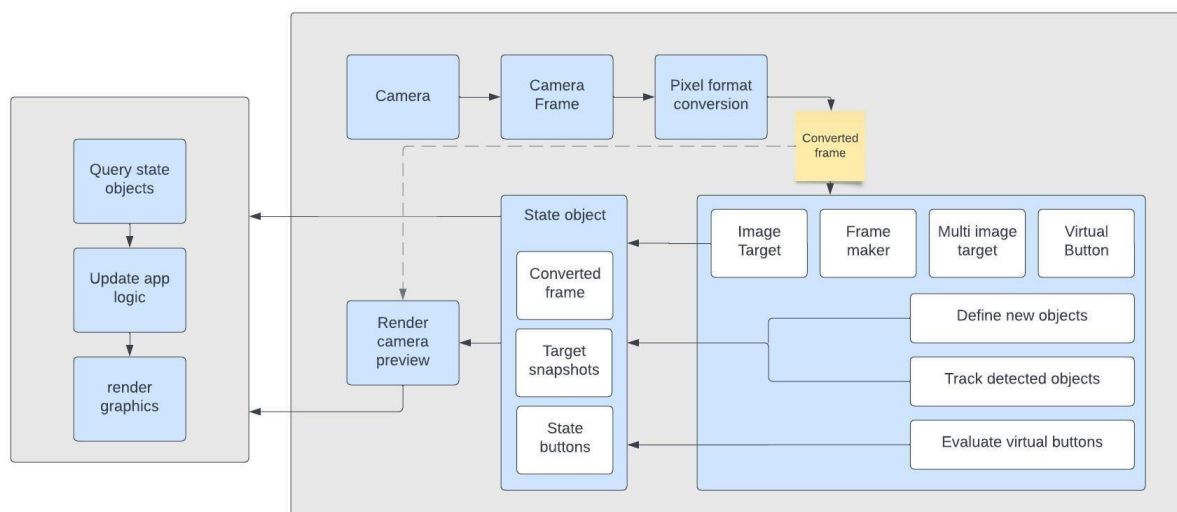 Camera
Camera
Frame
Pixel format
conversion
Converted
frame
Query state
objects
Update app
logic
render
graphics
Render
camera
preview
State object
Converted
frame
Target
snapshots
State
buttons
Image
Target
Frame
maker
Multi image
target
Virtual
Button
Define new objects
Track detected objects
Evaluate virtual buttons